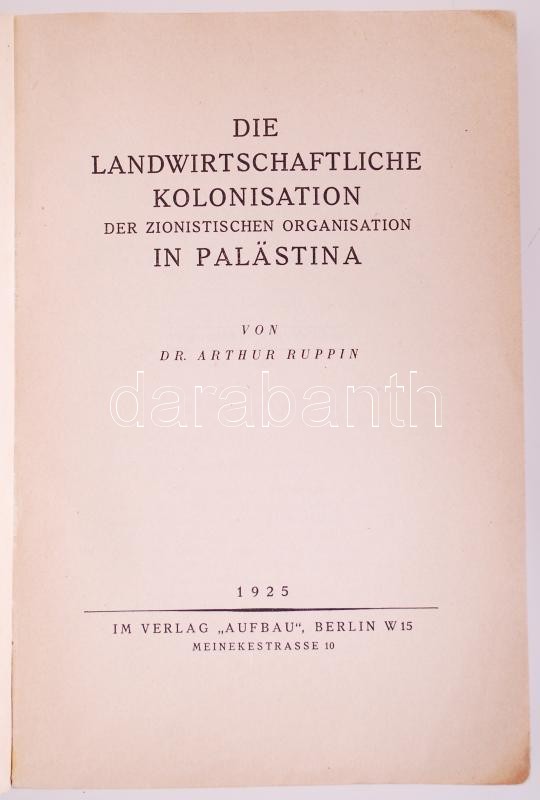 DIE
LANDWIRTSCHAFTLICHE
KOLONISATION
DER ZIONISTISCHEN ORGANISATION
IN PALÄSTINA
VON
DR. ARTHUR RUPPIN
darabanth
1925
IM VERLAG „AUFBAU“, BERLIN W 15
MEINEKESTRASSE 10